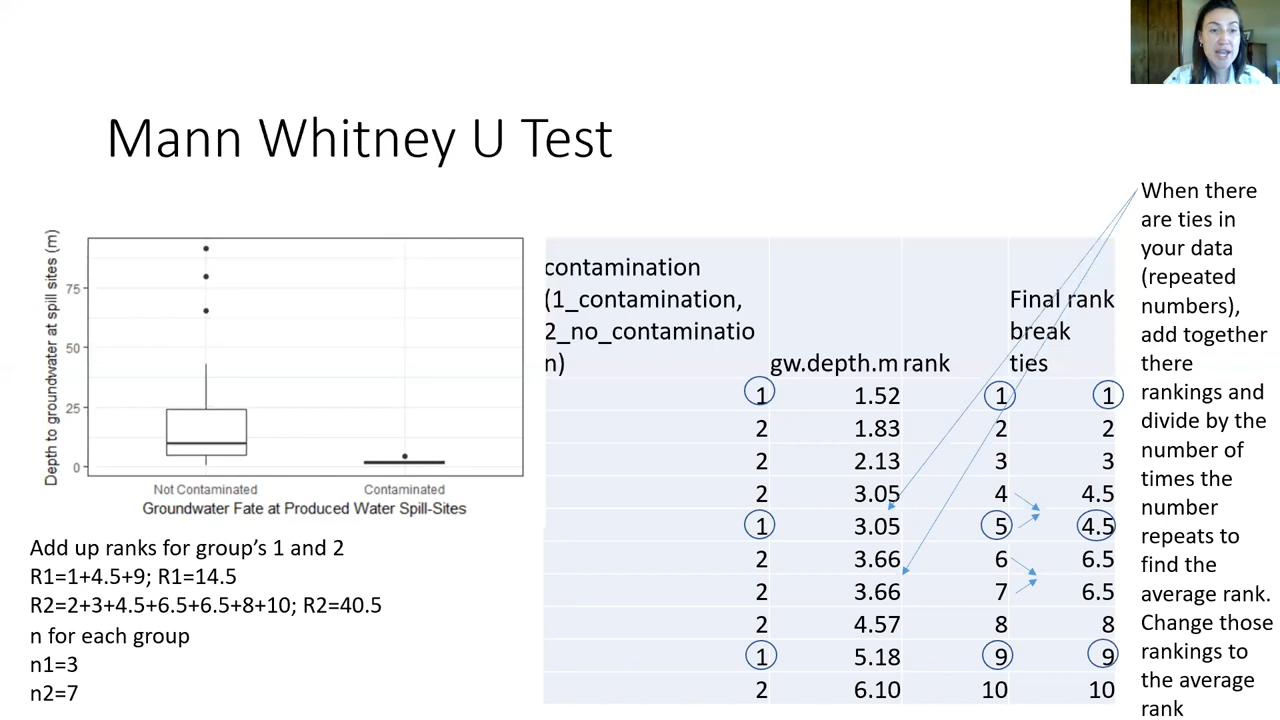 Mann Whitney U Test
Depth to groundwater at spill sites (m)
75
50
25
0
Not Contaminated Contaminated
Groundwater Fate at Produced Water Spill-Sites
Add up ranks for group's 1 and 2
R1=1+4.5+9; R1=14.5
R2=2+3+4.5+6.5+6.5+8+10; R2=40.5
n for each group
n1=3
n2=7
contamination
(1_contamination,
2_no_contaminatio
n) gw.depth.m rank Final rank break ties
1 1.52 1 1
2 1.83 2 2
2 2.13 3 3
2 3.05 4 4.5
1 3.05 5 4.5
2 3.66 6 6.5
2 3.66 7 6.5
2 4.57 8 8
1 5.18 9 9
2 6.10 10 10
When there
are ties in
your data
(repeated
numbers),
add together
there
rankings and
divide by the
number of
times the
number
repeats to
find the
average rank.
Change those
rankings to
the average
rank